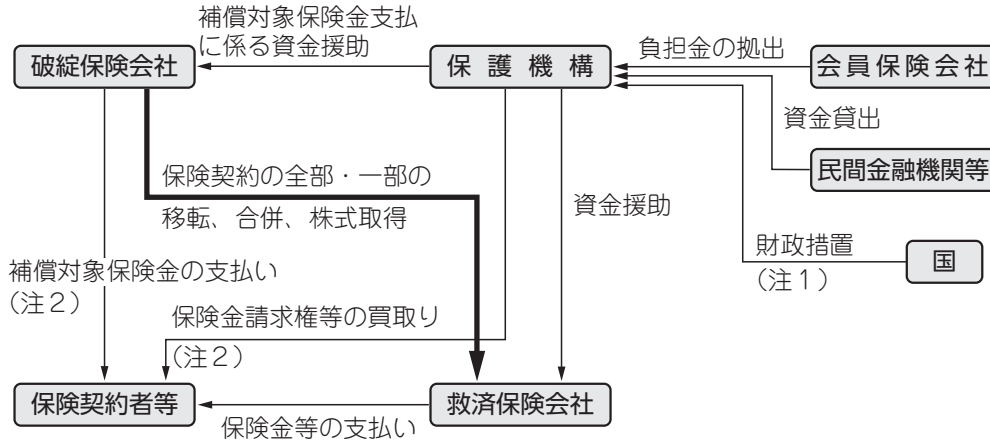 補償対象保険金支払
に係る資金援助
破綻保険会社
保護機構
負担金の拠出
会員保険会社
資金貸出
民間金融機関等
保険契約の全部・一部の
移転、合併、株式取得
資金援助
財政措置
(注1)
国
補償対象保険金の支払い
(注2)
保険金請求権等の買取り
(注2)
保険契約者等
救済保険会社
保険金等の支払い